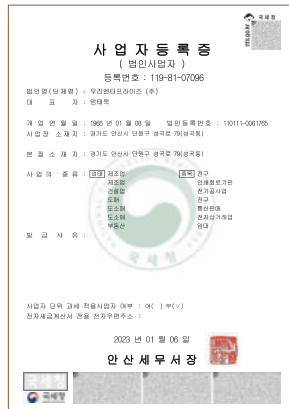 국세청
nts.go.kr
사업자등록증
( 법인사업자 )
등록번호 : 119-81-07096
법인명(단체명) : 우리엔터프라이즈 (주)
대 표 자 : 엄태목
개 업 연 월 일 : 1966 년 01 월 08 일 법인등록번호 : 110111-0061765
사업장 소재지 : 경기도 안산시 단원구 성곡로 79(성곡동)
본 점 소 재 지 : 경기도 안산시 단원구 성곡로 79(성곡동)
사 업 의 종 류 : 업태 제조업 종목 전구
제조업 인쇄회로기판
건설업 전기공사업
도매 전구
도소매 통신판매
도소매 전자상거래업
부동산 임대
발 급 사 유 :
사업자 단위 과세 적용사업자 여부 : 여( ) 부(∨)
전자세금계산서 전용 전자우편주소 :
2023 년 01 월 06 일
안 산 세 무 서 장
국세청
국세청